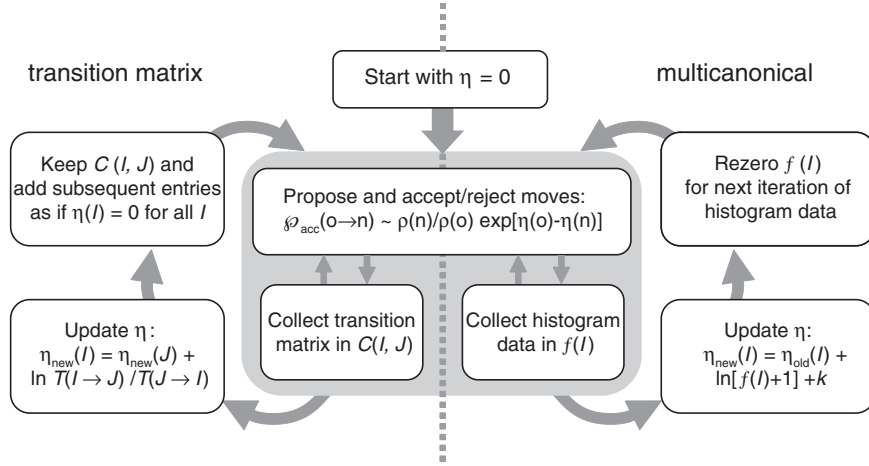 transition matrix
Start with η = 0
multicanonical
Keep C (I, J) and
add subsequent entries
as if η(I) = 0 for all I
Propose and accept/reject moves:
℘acc(o→n) ~ ρ(n)/ρ(o) exp[η(o)-η(n)]
Rezero f (I)
for next iteration of
histogram data
Update η:
ηnew(I) = ηnew(J) +
ln T(I → J) /T(J → I)
Collect transition
matrix in C(I, J)
Collect histogram
data in f(I)
Update η:
ηnew(I) = ηold(I) +
ln[f(I)+1] +k